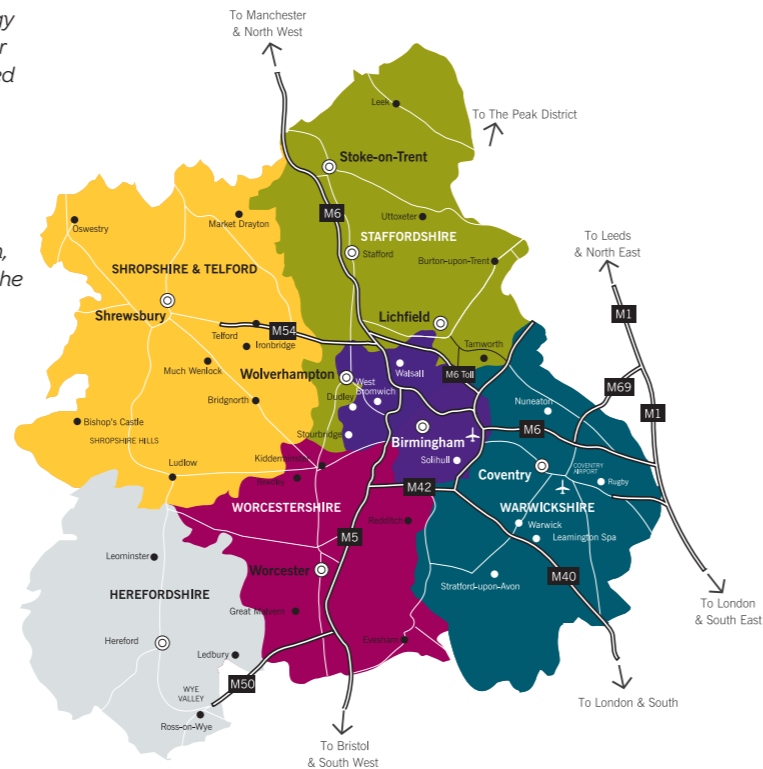 gy
r
ed
n,
he
To Manchester
& North West
Leek
To The Peak District
Stoke-on-Trent
M6
Uttoxeter
Market Drayton
Oswestry
STAFFORDSHIRE
Stafford
Burton-upon-Trent
To Leeds
& North East
SHROPSHIRE & TELFORD
Shrewsbury
Lichfield
M1
Telford
M54
Ironbridge
Tamworth
Much Wenlock
Wolverhampton
Walsall
M6 Toll
West
Bromwich
Dudley
M69
Bridgnorth
Nuneaton
M1
Bishop's Castle
SHROPSHIRE HILLS
Stourbridge
Birmingham
M6
Solihull
Kidderminster
Ludlow
Coventry
COVENTRY
AIRPORT
Rugby
M42
WORCESTERSHIRE
WARWICKSHIRE
Redditch
Warwick
M5
Leamington Spa
Leominster
Worcester
M40
Stratford-upon-Avon
HEREFORDSHIRE
Great Malvern
To London
& South East
Hereford
Evesham
Ledbury
M50
WYE
VALLEY
Ross-on-Wye
To London & South
To Bristol
& South West